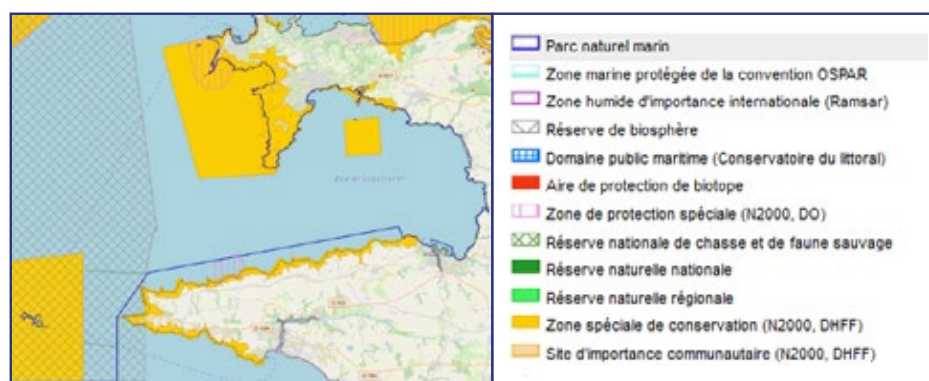 Parc naturel marin
Zone marine protégée de la convention OSPAR
Zone humide d'importance internationale (Ramsar)
Réserve de biosphère
Domaine public maritime (Conservatoire du littoral)
Aire de protection de biotope
Zone de protection spéciale (N2000, DO)
Réserve nationale de chasse et de faune sauvage
Réserve naturelle nationale
Réserve naturelle régionale
Zone spéciale de conservation (N2000, DHFF)
Site d'importance communautaire (N2000, DHFF)